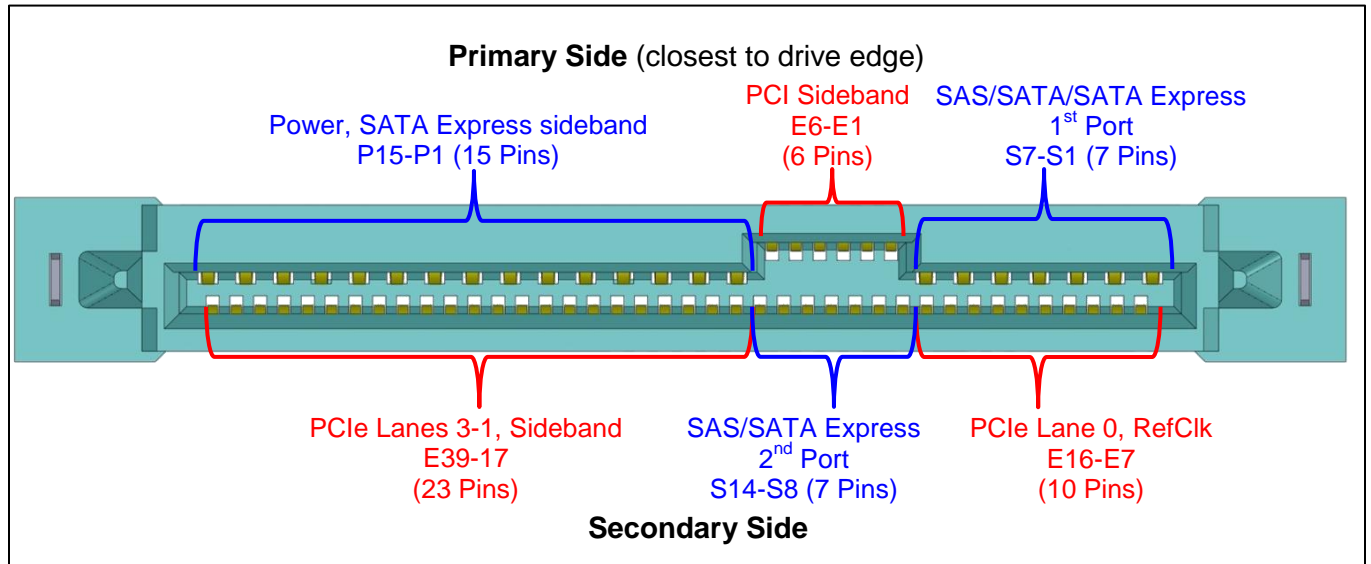 Primary Side (closest to drive edge)
Power, SATA Express sideband
P15-P1 (15 Pins)
PCI Sideband
E6-E1
(6 Pins)
SAS/SATA/SATA Express
1st Port
S7-S1 (7 Pins)
PCIe Lanes 3-1, Sideband
E39-17
(23 Pins)
SAS/SATA Express
2nd Port
S14-S8 (7 Pins)
PCIe Lane 0, RefClk
E16-E7
(10 Pins)
Secondary Side